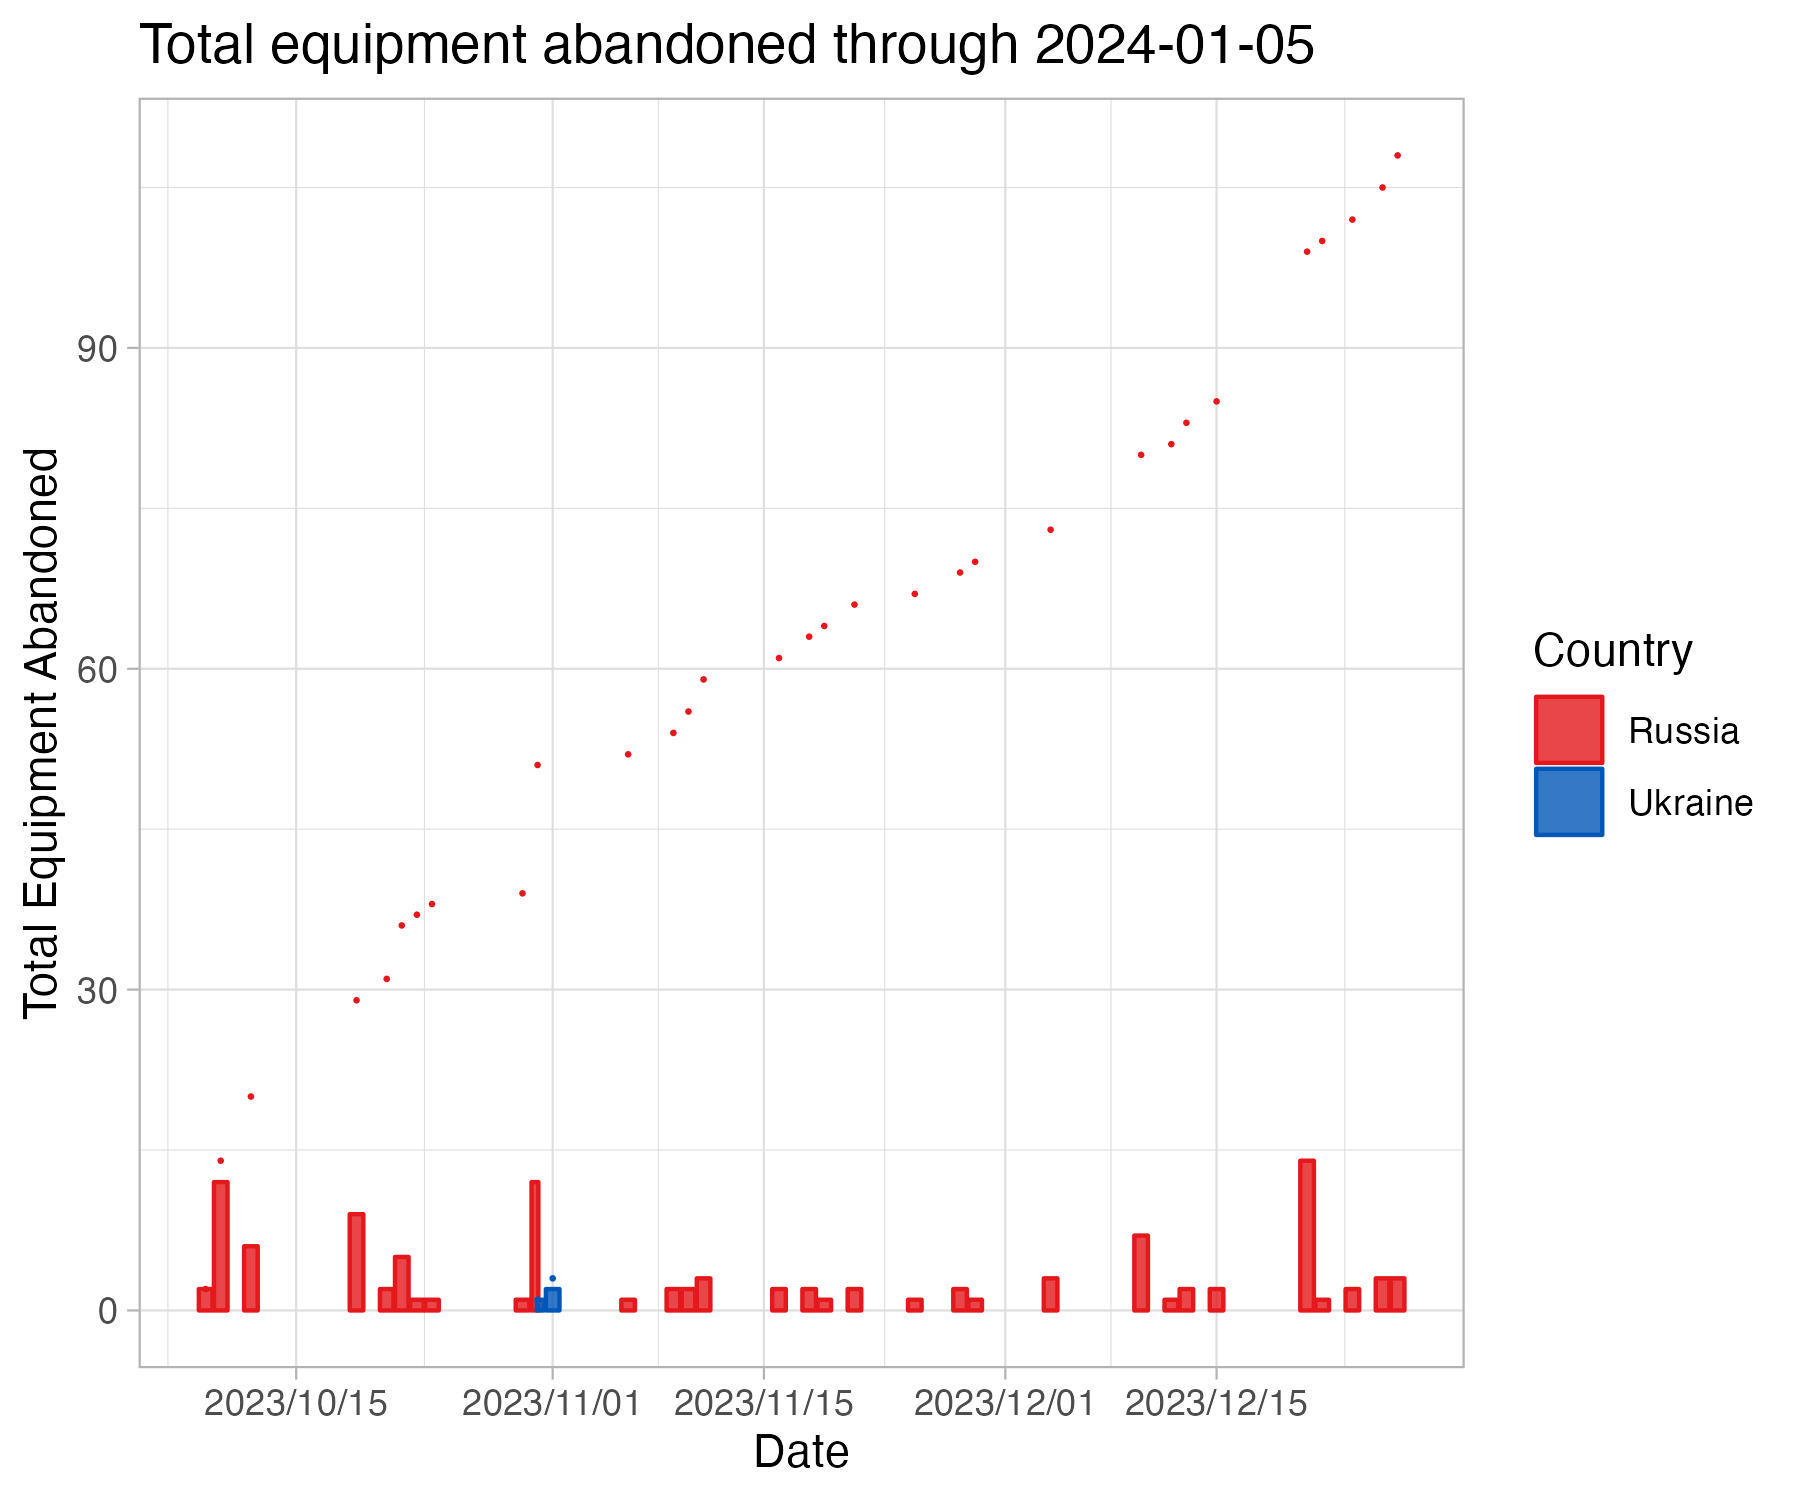 Total equipment abandoned through 2024-01-05
Total Equipment Abandoned
90
60
30
0
2023/10/15
2023/11/01
2023/11/15
2023/12/01
2023/12/15
Date
Country
Russia
Ukraine